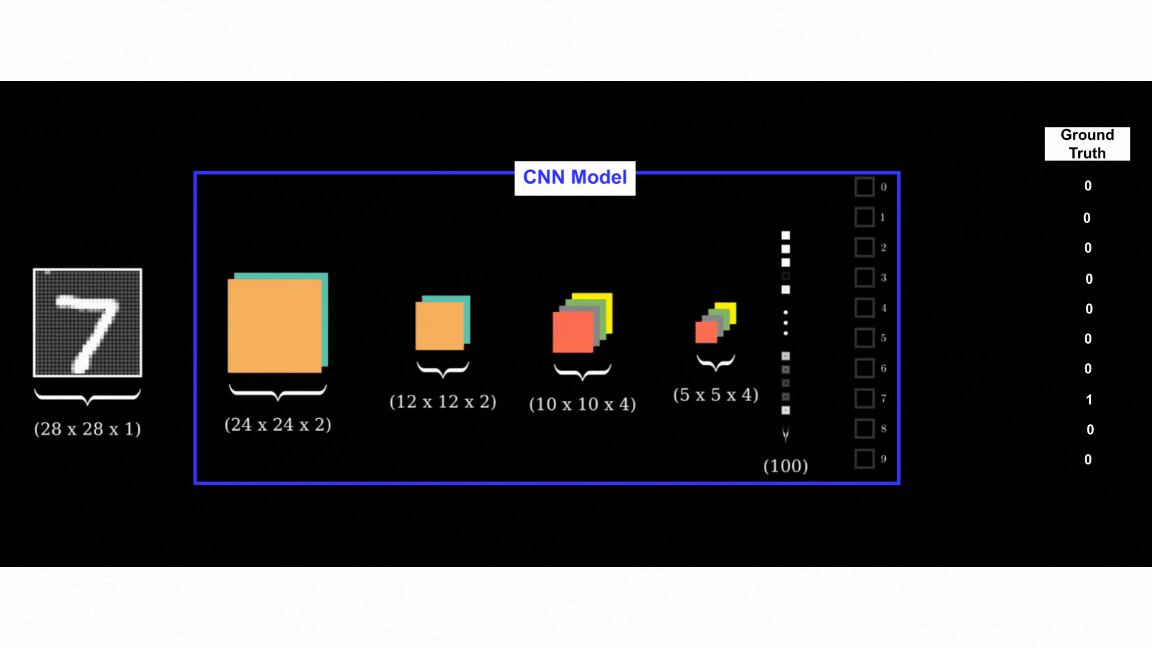 Ground
Truth
CNN Model
0 0
1 0
2 0
3 0
4 0
5 0
6 0
7 1
8 0
9 0
(28 x 28 x 1)
(24 x 24 x 2)
(12 x 12 x 2)
(10 x 10 x 4)
(5 x 5 x 4)
(100)